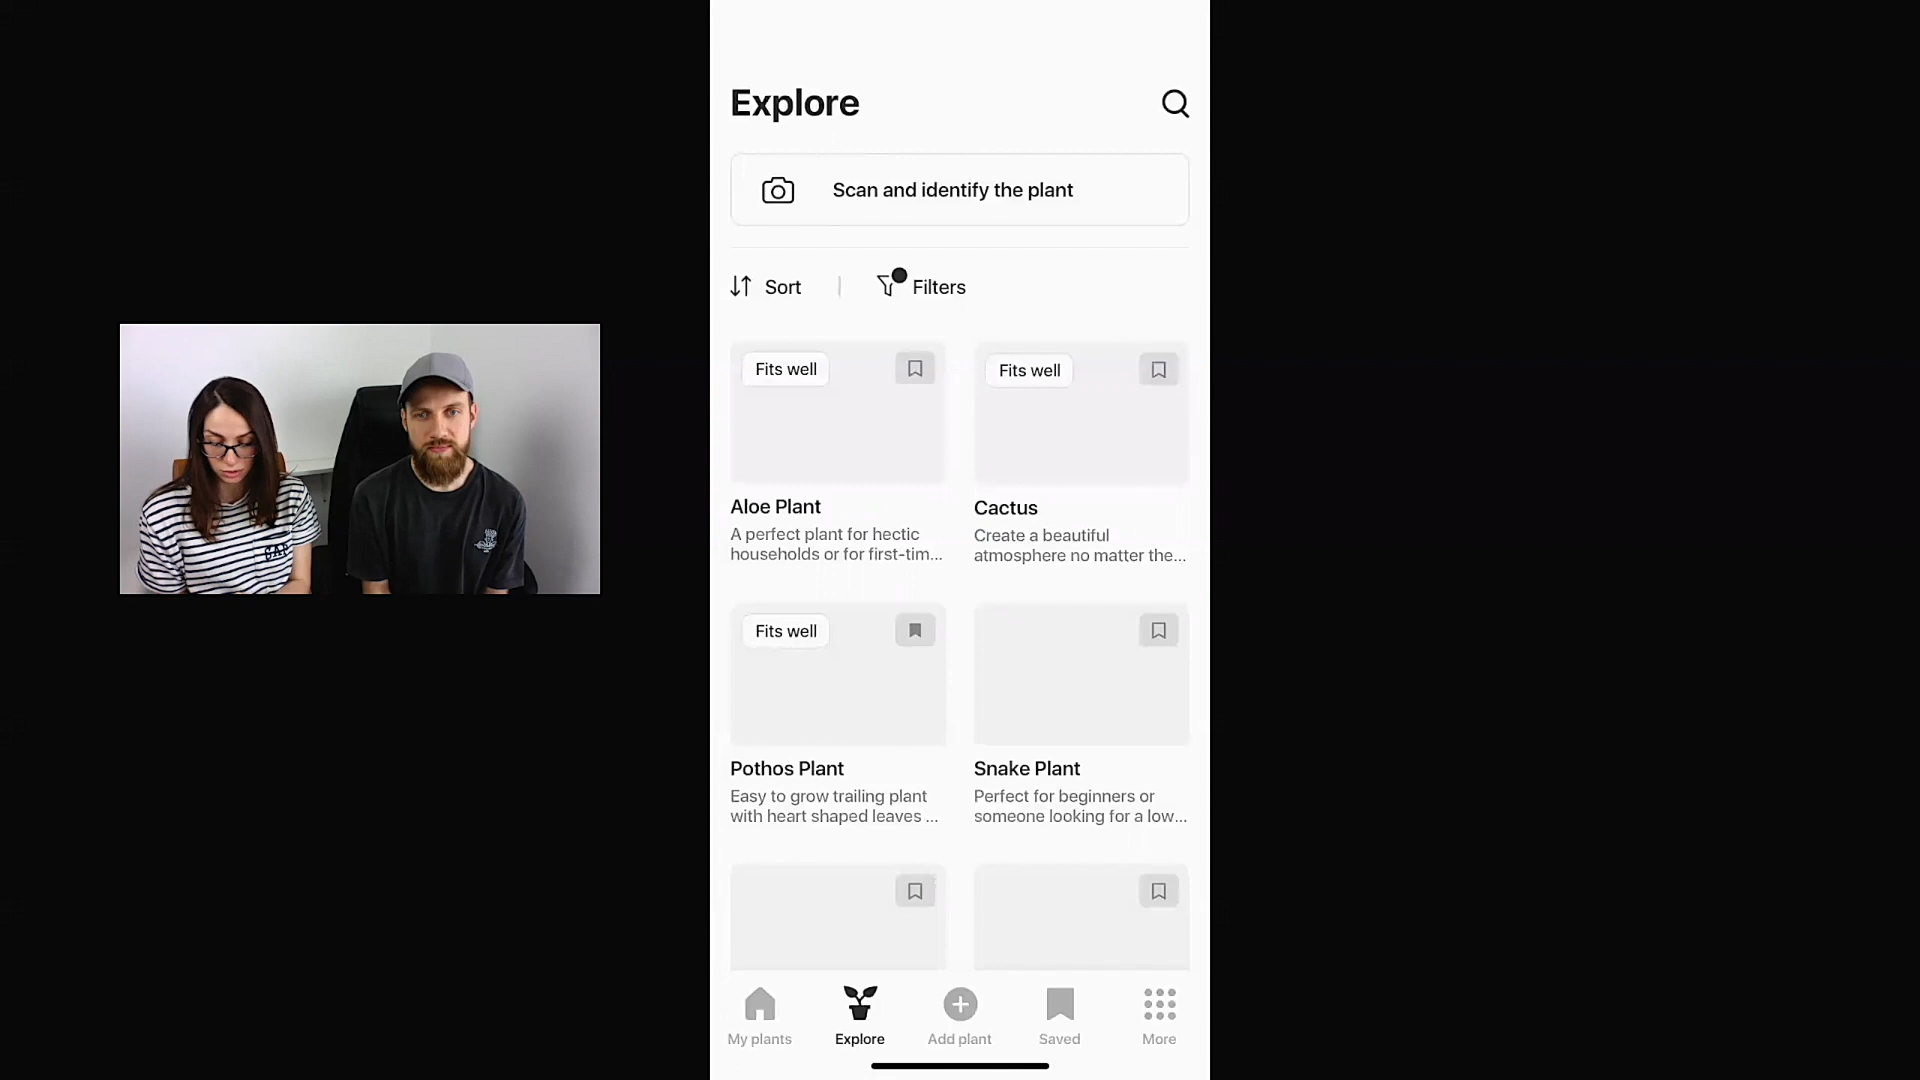 Explore
Scan and identify the plant
Sort
Filters
Fits well
Fits well
Aloe Plant
A perfect plant for hectic
households or for first-tim...
Cactus
Create a beautiful
atmosphere no matter the...
Fits well
Pothos Plant
Easy to grow trailing plant
with heart shaped leaves ...
Snake Plant
Perfect for beginners or
someone looking for a low...
My plants
Explore
Add plant
Saved
More
GAP